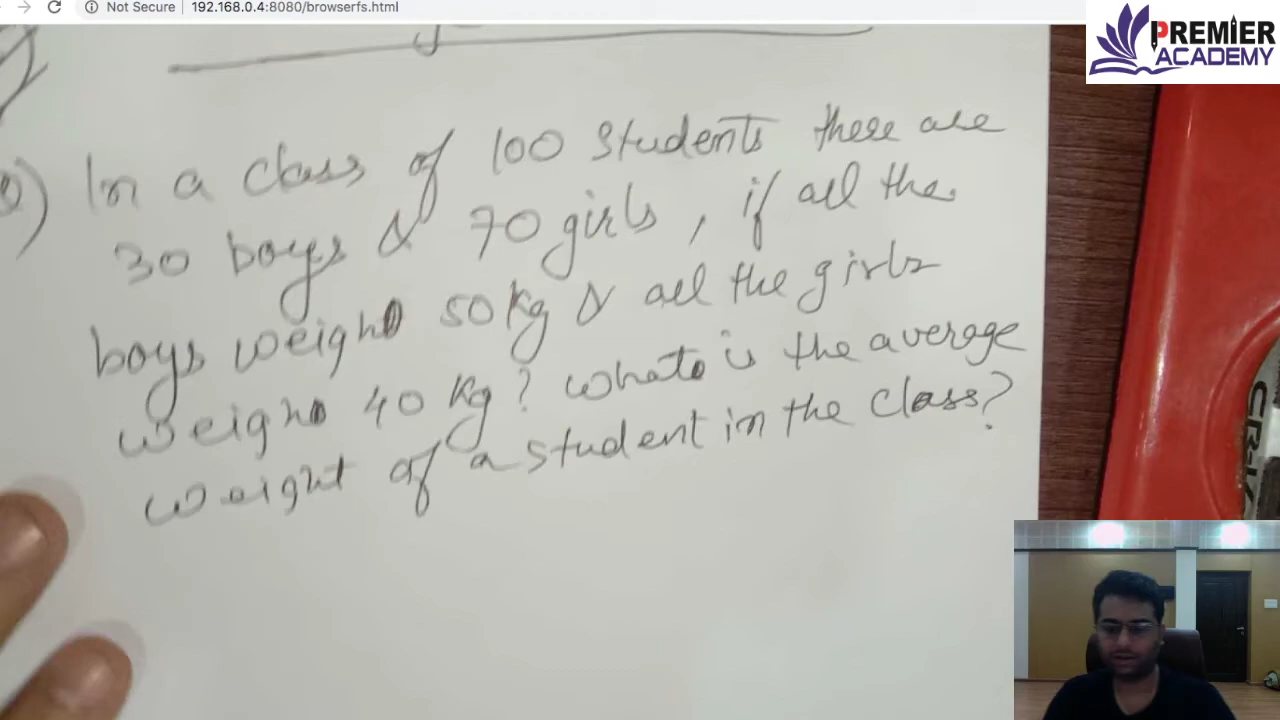 Not Secure | 192.168.0.4:8080/browserfs.html
PREMIER
ACADEMY
In a class of 100 students there are
30 boys & 70 girls, if all the
boys weight 50 kg & all the girls
weight 40 kg? What is the average
weight of a student in the class?